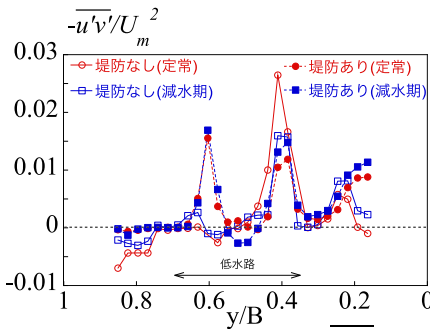 -u'v'/Um²
0.03
堤防なし(定常) 堤防あり(定常)
堤防なし(減水期) 堤防あり(減水期)
0.02
0.01
0
低水路
-0.01
1 0.8 0.6 0.4 0.2 0
y/B